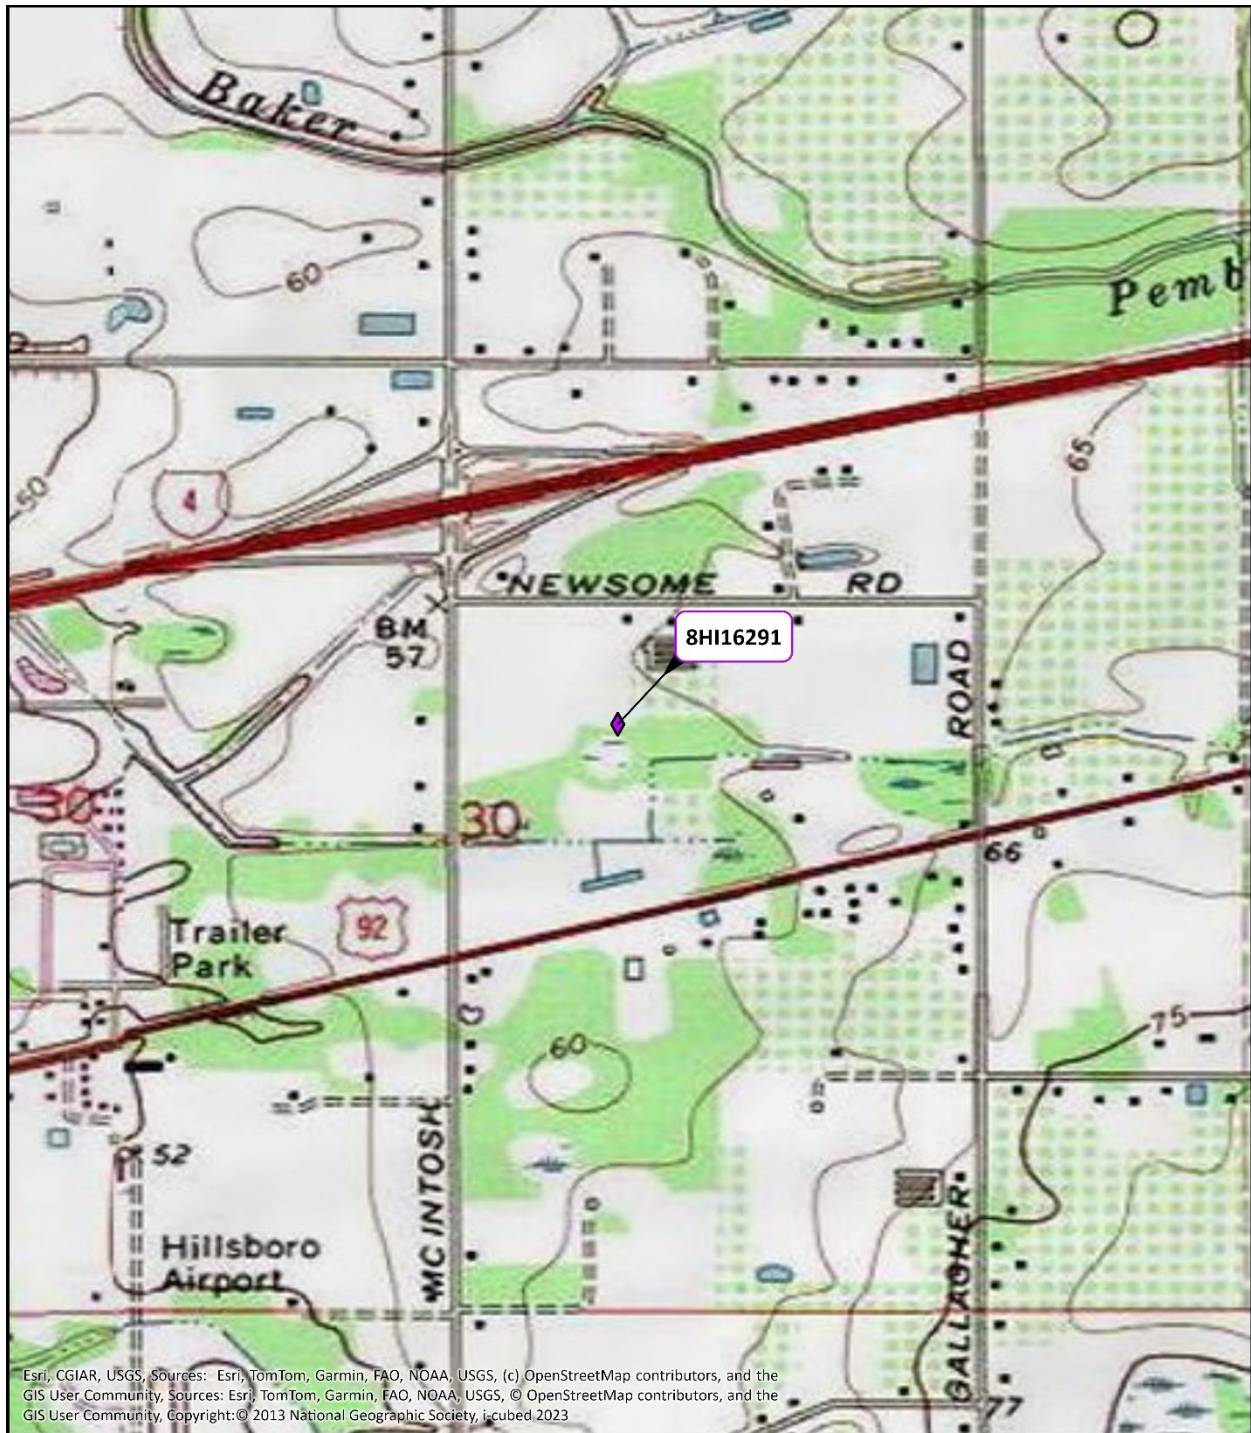 Baker
60
Pemb
65
50
4
NEWSOME RD
BM
57
8HI16291
ROAD
30
30
66
92
Trailer
Park
75
60
52
MC INTOSH
Hillsboro
Airport
GALLAGHER
77
Esri, CGIAR, USGS, Sources: Esri, TomTom, Garmin, FAO, NOAA, USGS, (c) OpenStreetMap contributors, and the
GIS User Community, Sources: Esri, TomTom, Garmin, FAO, NOAA, USGS, © OpenStreetMap contributors, and the
GIS User Community, Copyright:© 2013 National Geographic Society, i-cubed 2023